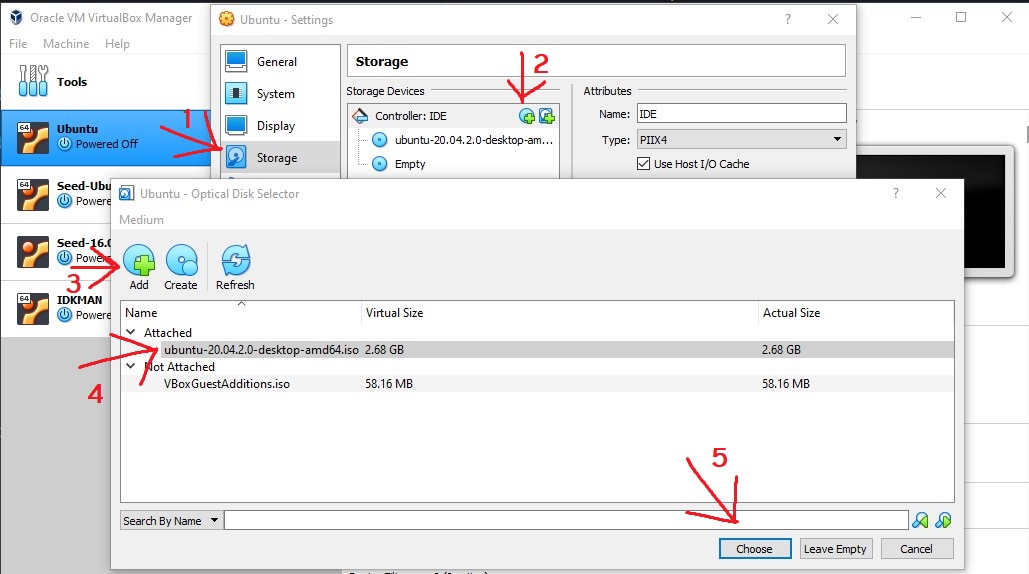 Oracle VM VirtualBox Manager
File Machine Help
Tools
64 Ubuntu
Powered Off
64 Seed-Ubu
Powere
Seed-16.0
Powere
64 IDKMAN
Powere
Ubuntu - Settings ?
General
System
Display
Storage
Storage
Storage Devices
Controller: IDE
ubuntu-20.04.2.0-desktop-am...
Empty
Attributes
Name: IDE
Type: PIIX4
Use Host I/O Cache
1
2
Ubuntu - Optical Disk Selector ?
Medium
Add Create Refresh
3
Name Virtual Size Actual Size
Attached
ubuntu-20.04.2.0-desktop-amd64.iso 2.68 GB 2.68 GB
Not Attached
VBoxGuestAdditions.iso 58.16 MB 58.16 MB
4
5
Search By Name
Choose Leave Empty Cancel